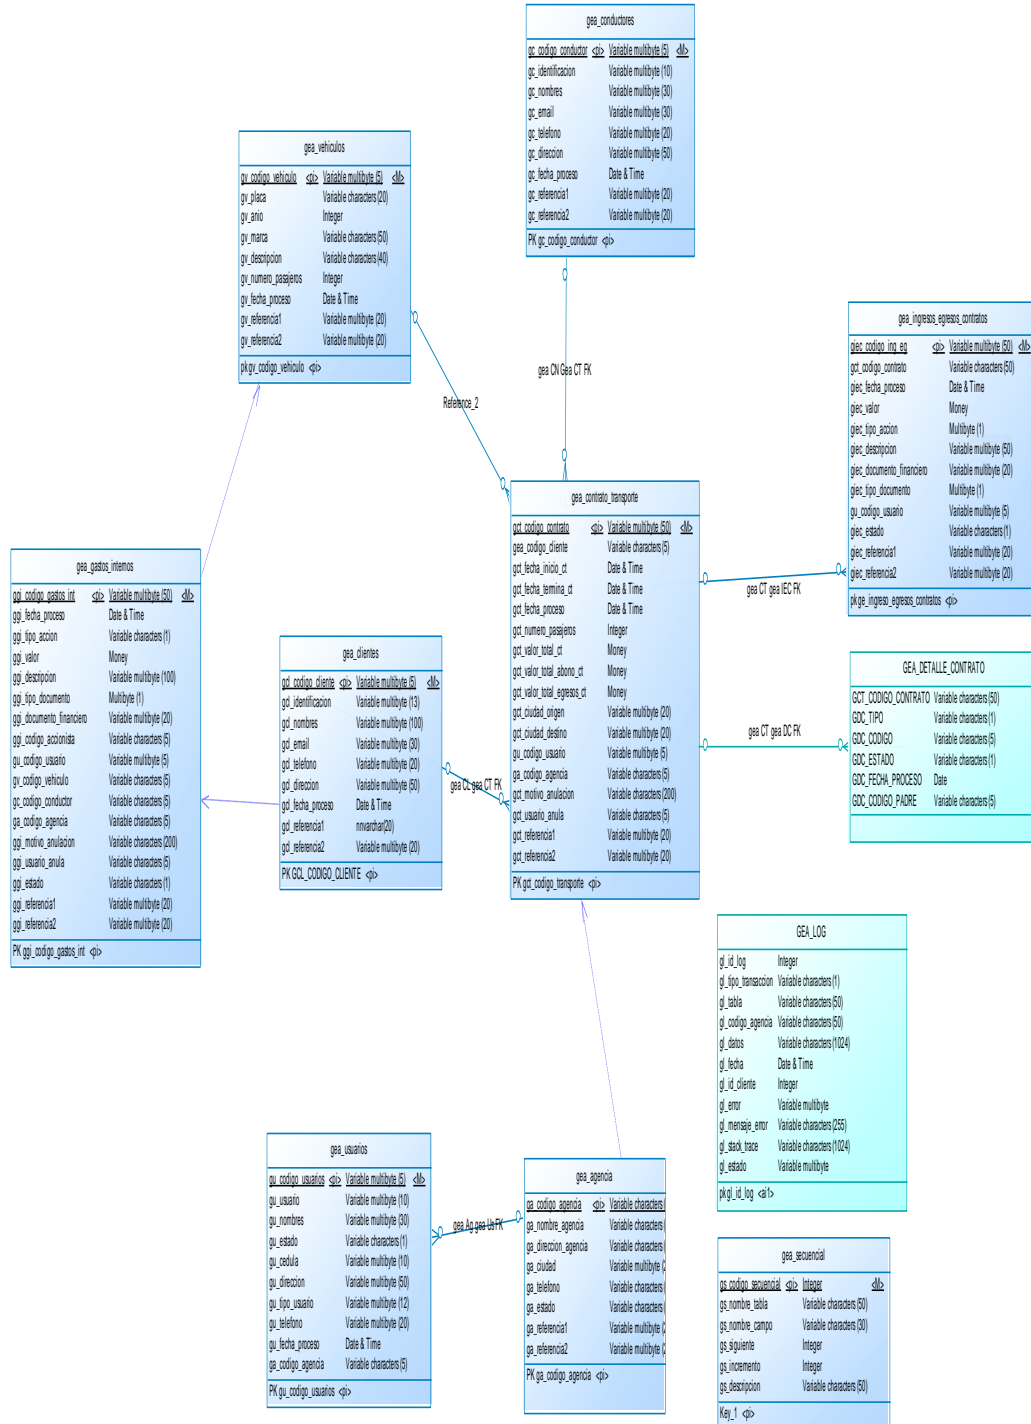 gea_conductores
gc_codigo_conductor <pi> Variable multibyte (5) <M>
gc_identificacion Variable multibyte (10)
gc_nombres Variable multibyte (30)
gc_email Variable multibyte (30)
gc_telefono Variable multibyte (20)
gc_direccion Variable multibyte (50)
gc_fecha_proceso Date & Time
gc_referencia1 Variable multibyte (20)
gc_referencia2 Variable multibyte (20)
PK gc_codigo_conductor <pi>
gea_vehiculos
gv_codigo_vehiculo <pi> Variable multibyte (5) <M>
gv_placa Variable characters (20)
gv_anio Integer
gv_marca Variable characters (50)
gv_descripcion Variable characters (40)
gv_numero_pasajeros Integer
gv_fecha_proceso Date & Time
gv_referencia1 Variable multibyte (20)
gv_referencia2 Variable multibyte (20)
pk gv_codigo_vehiculo <pi>
gea_ingresos_egresos_contratos
giec_codigo_ing_eg <pi> Variable multibyte (50) <M>
gct_codigo_contrato Variable characters (50)
giec_fecha_proceso Date & Time
giec_valor Money
giec_tipo_accion Multibyte (1)
giec_descripcion Variable multibyte (50)
giec_documento_financiero Variable multibyte (20)
giec_tipo_documento Multibyte (1)
gu_codigo_usuario Variable multibyte (5)
giec_estado Variable characters (1)
giec_referencia1 Variable multibyte (20)
giec_referencia2 Variable multibyte (20)
pk ge_ingreso_egresos_contratos <pi>
gea CN Gea CT FK
Reference_2
gea_contrato_transporte
gct_codigo_contrato <pi> Variable multibyte (50) <M>
gea_codigo_cliente Variable characters (5)
gct_fecha_inicio_ct Date & Time
gct_fecha_termina_ct Date & Time
gct_fecha_proceso Date & Time
gct_numero_pasajeros Integer
gct_valor_total_ct Money
gct_valor_total_abono_ct Money
gct_valor_total_egresos_ct Money
gct_ciudad_origen Variable multibyte (20)
gct_ciudad_destino Variable multibyte (20)
gu_codigo_usuario Variable multibyte (5)
ga_codigo_agencia Variable characters (5)
gct_motivo_anulacion Variable characters (200)
gct_usuario_anula Variable characters (5)
gct_referencia1 Variable multibyte (20)
gct_referencia2 Variable multibyte (20)
PK gct_codigo_transporte <pi>
gea CT gea IEC FK
gea_gastos_internos
ggi_codigo_gastos_int <pi> Variable multibyte (50) <M>
ggi_fecha_proceso Date & Time
ggi_tipo_accion Variable characters (1)
ggi_valor Money
ggi_descripcion Variable multibyte (100)
ggi_tipo_documento Multibyte (1)
ggi_documento_financiero Variable multibyte (20)
ggi_codigo_accionista Variable characters (5)
gu_codigo_usuario Variable multibyte (5)
gv_codigo_vehiculo Variable characters (5)
gc_codigo_conductor Variable characters (5)
ga_codigo_agencia Variable characters (5)
ggi_motivo_anulacion Variable characters (200)
ggi_usuario_anula Variable characters (5)
ggi_estado Variable characters (1)
ggi_referencia1 Variable multibyte (20)
ggi_referencia2 Variable multibyte (20)
PK ggi_codigo_gastos_int <pi>
gea_clientes
gcl_codigo_cliente <pi> Variable multibyte (5) <M>
gcl_identificacion Variable multibyte (13)
gcl_nombres Variable multibyte (100)
gcl_email Variable multibyte (30)
gcl_telefono Variable multibyte (20)
gcl_direccion Variable multibyte (50)
gcl_fecha_proceso Date & Time
gcl_referencia1 nnvarchar(20)
gcl_referencia2 Variable multibyte (20)
PK GCL_CODIGO_CLIENTE <pi>
gea CL gea CT FK
GEA_DETALLE_CONTRATO
GCT_CODIGO_CONTRATO Variable characters (50)
GDC_TIPO Variable characters (1)
GDC_CODIGO Variable characters (5)
GDC_ESTADO Variable characters (1)
GDC_FECHA_PROCESO Date
GDC_CODIGO_PADRE Variable characters (5)
gea CT gea DC FK
GEA_LOG
gl_id_log Integer
gl_tipo_transaccion Variable characters (1)
gl_tabla Variable characters (50)
gl_codigo_agencia Variable characters (50)
gl_datos Variable characters (1024)
gl_fecha Date & Time
gl_id_cliente Integer
gl_error Variable multibyte
gl_mensaje_error Variable characters (255)
gl_stack_trace Variable characters (1024)
gl_estado Variable multibyte
pk gl_id_log <ai1>
gea_usuarios
gu_codigo_usuarios <pi> Variable multibyte (5) <M>
gu_usuario Variable multibyte (10)
gu_nombres Variable multibyte (30)
gu_estado Variable characters (1)
gu_cedula Variable multibyte (10)
gu_direccion Variable multibyte (50)
gu_tipo_usuario Variable multibyte (12)
gu_telefono Variable multibyte (20)
gu_fecha_proceso Date & Time
ga_codigo_agencia Variable characters (5)
PK gu_codigo_usuarios <pi>
gea Ag gea Us FK
gea_agencia
ga_codigo_agencia <pi> Variable characters (
ga_nombre_agencia Variable characters (
ga_direccion_agencia Variable characters (
ga_ciudad Variable multibyte (2
ga_telefono Variable characters (
ga_estado Variable characters (
ga_referencia1 Variable multibyte (2
ga_referencia2 Variable multibyte (2
PK ga_codigo_agencia <pi>
gea_secuencial
gs_codigo_secuencial <pi> Integer <M>
gs_nombre_tabla Variable characters (50)
gs_nombre_campo Variable characters (30)
gs_siguiente Integer
gs_incremento Integer
gs_descripcion Variable characters (50)
Key_1 <pi>